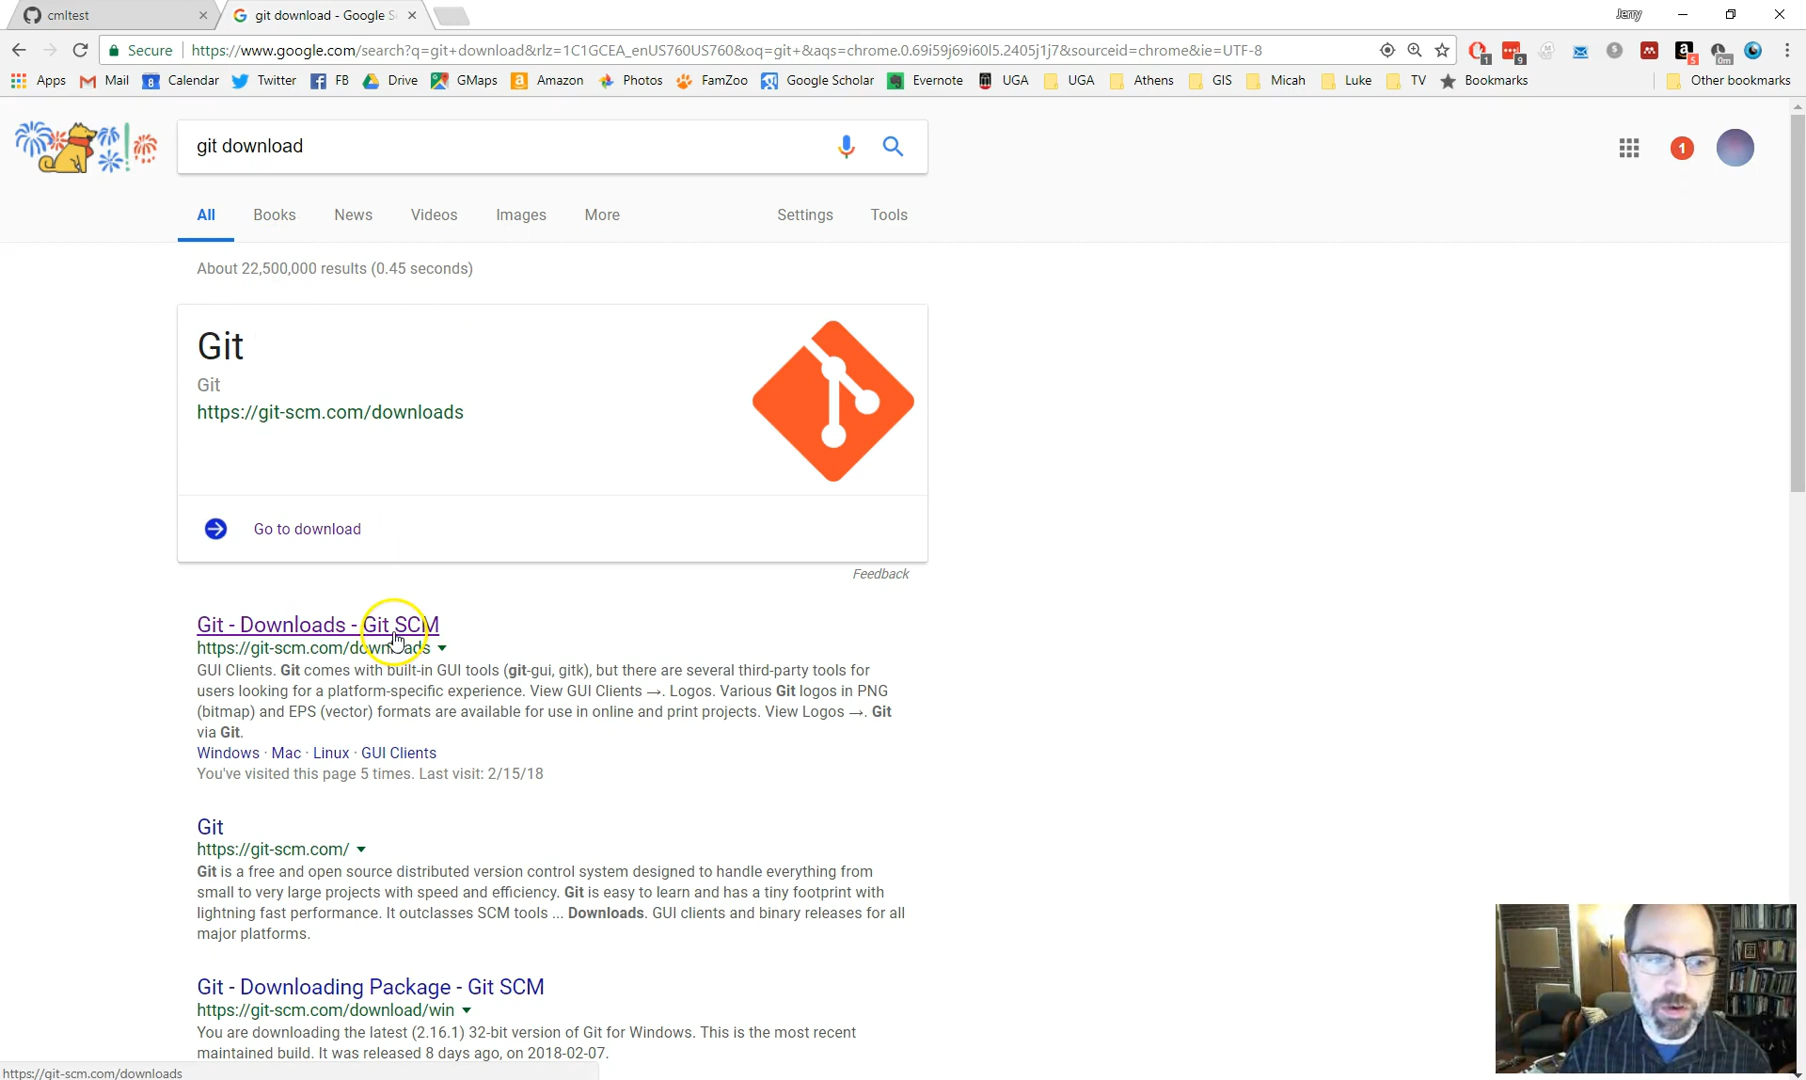 cmltest
git download - Google S
Jerry
Secure
https://www.google.com/search?q=git+download&rlz=1C1GCEA_enUS760US760&oq=git+&aqs=chrome.0.69i59j69i60l5.2405j1j7&sourceid=chrome&ie=UTF-8
1
9
5
0m
Apps Mail 8 Calendar Twitter FB Drive GMaps Amazon Photos FamZoo Google Scholar Evernote UGA UGA Athens GIS Micah Luke TV Bookmarks Other bookmarks
git download
1
All Books News Videos Images More Settings Tools
About 22,500,000 results (0.45 seconds)
Git
Git
https://git-scm.com/downloads
Go to download
Feedback
Git - Downloads - Git SCM
https://git-scm.com/downloads
GUI Clients. Git comes with built-in GUI tools (git-gui, gitk), but there are several third-party tools for
users looking for a platform-specific experience. View GUI Clients →. Logos. Various Git logos in PNG
(bitmap) and EPS (vector) formats are available for use in online and print projects. View Logos →. Git
via Git.
Windows · Mac · Linux · GUI Clients
You've visited this page 5 times. Last visit: 2/15/18
Git
https://git-scm.com/
Git is a free and open source distributed version control system designed to handle everything from
small to very large projects with speed and efficiency. Git is easy to learn and has a tiny footprint with
lightning fast performance. It outclasses SCM tools ... Downloads. GUI clients and binary releases for all
major platforms.
Git - Downloading Package - Git SCM
https://git-scm.com/download/win
You are downloading the latest (2.16.1) 32-bit version of Git for Windows. This is the most recent
maintained build. It was released 8 days ago, on 2018-02-07.
https://git-scm.com/downloads